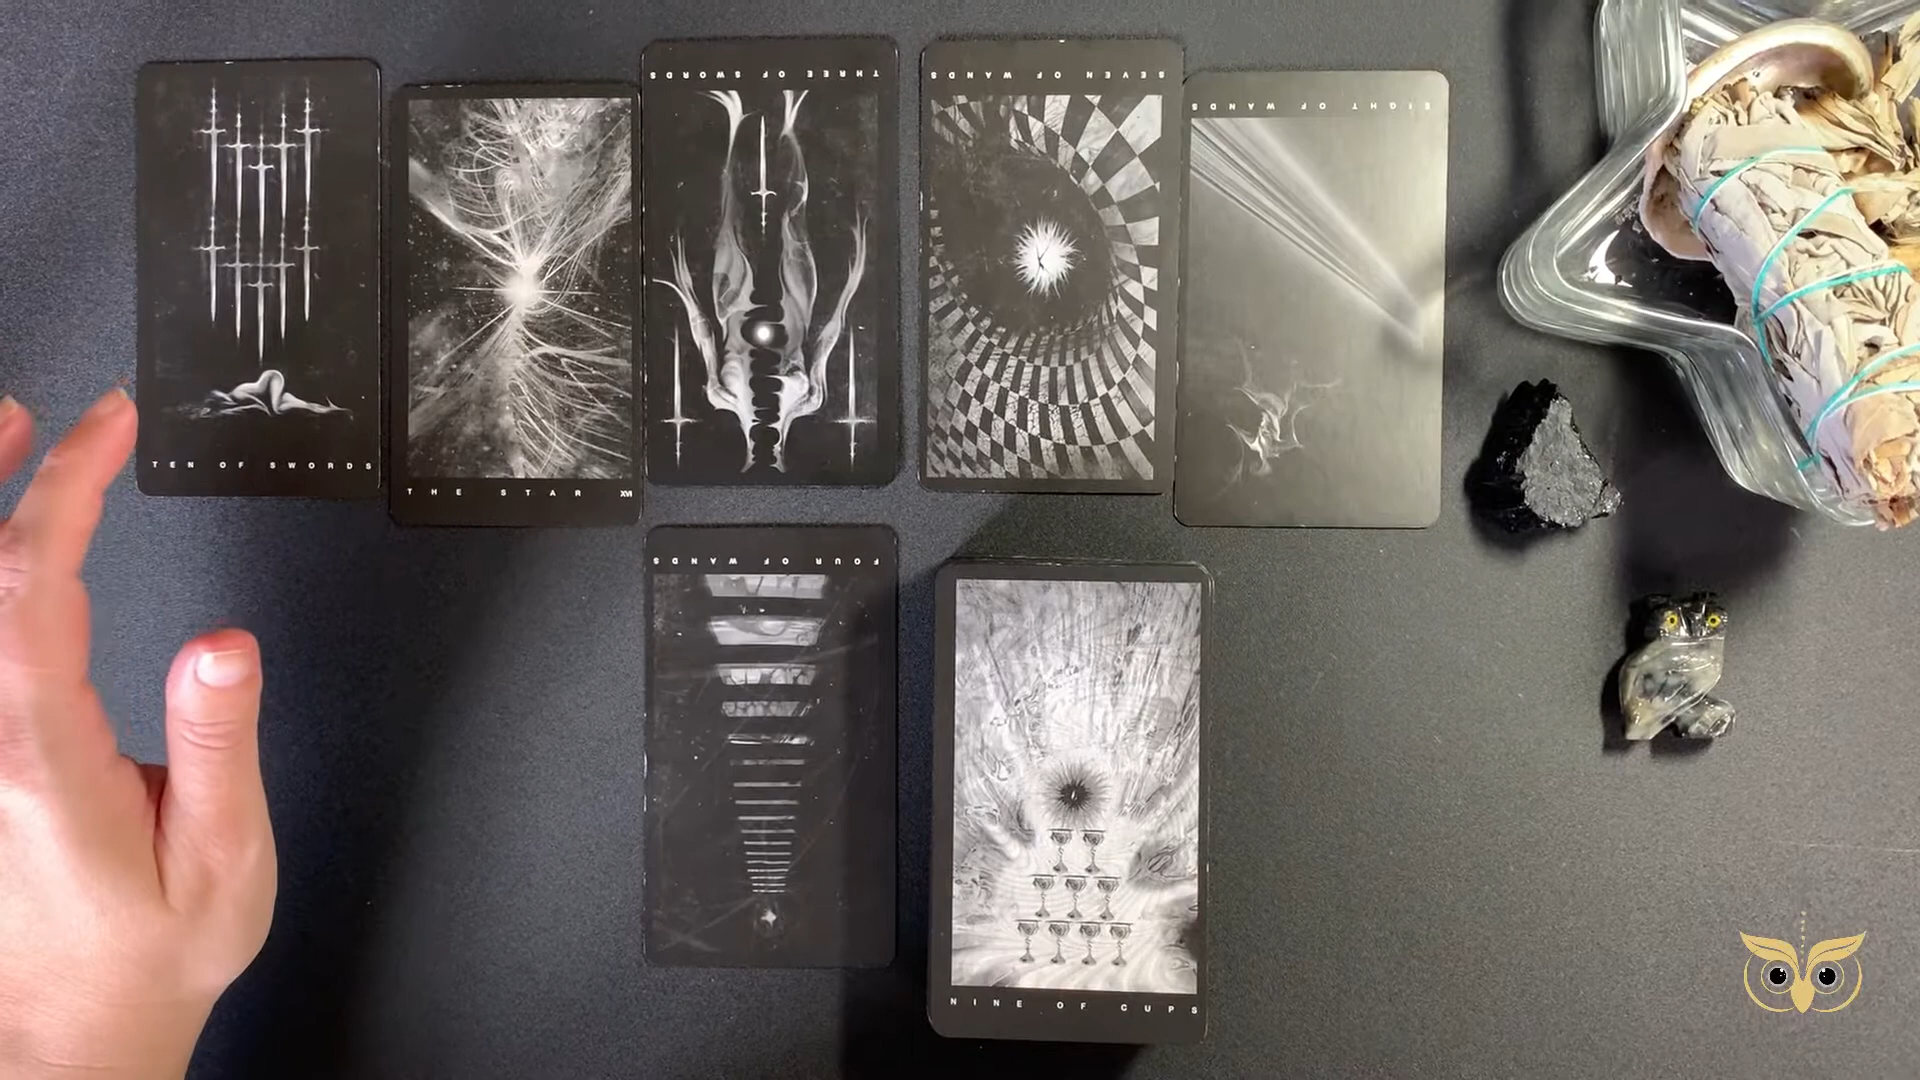 THREE OF SWORDS
SEVEN OF WANDS
EIGHT OF WANDS
TEN OF SWORDS
THE STAR XVI
FOUR OF WANDS
NINE OF CUPS